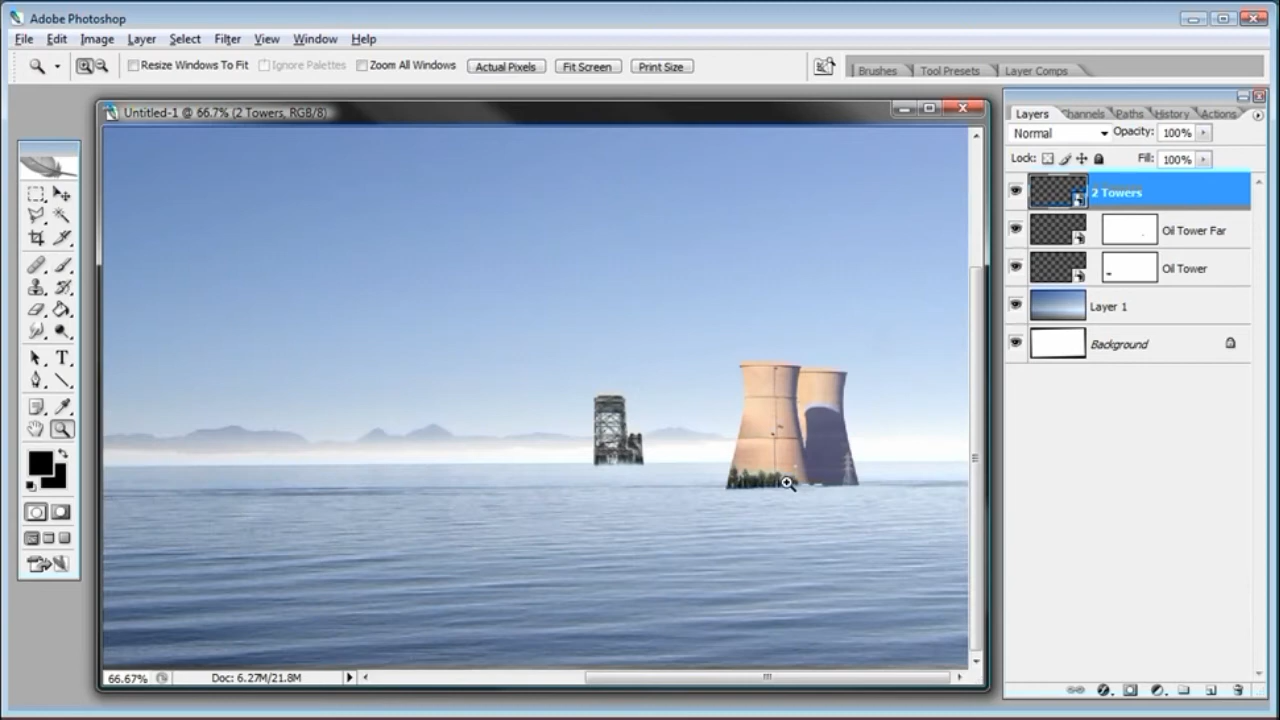 Adobe Photoshop
File Edit Image Layer Select Filter View Window Help
Resize Windows To Fit Ignore Palettes Zoom All Windows Actual Pixels Fit Screen Print Size Brushes Tool Presets Layer Comps
Untitled-1 @ 66.7% (2 Towers, RGB/8)
Layers Channels Paths History Actions
Normal Opacity: 100%
Lock: Fill: 100%
2 Towers
Oil Tower Far
Oil Tower
Layer 1
Background
T
66.67% Doc: 6.27M/21.8M